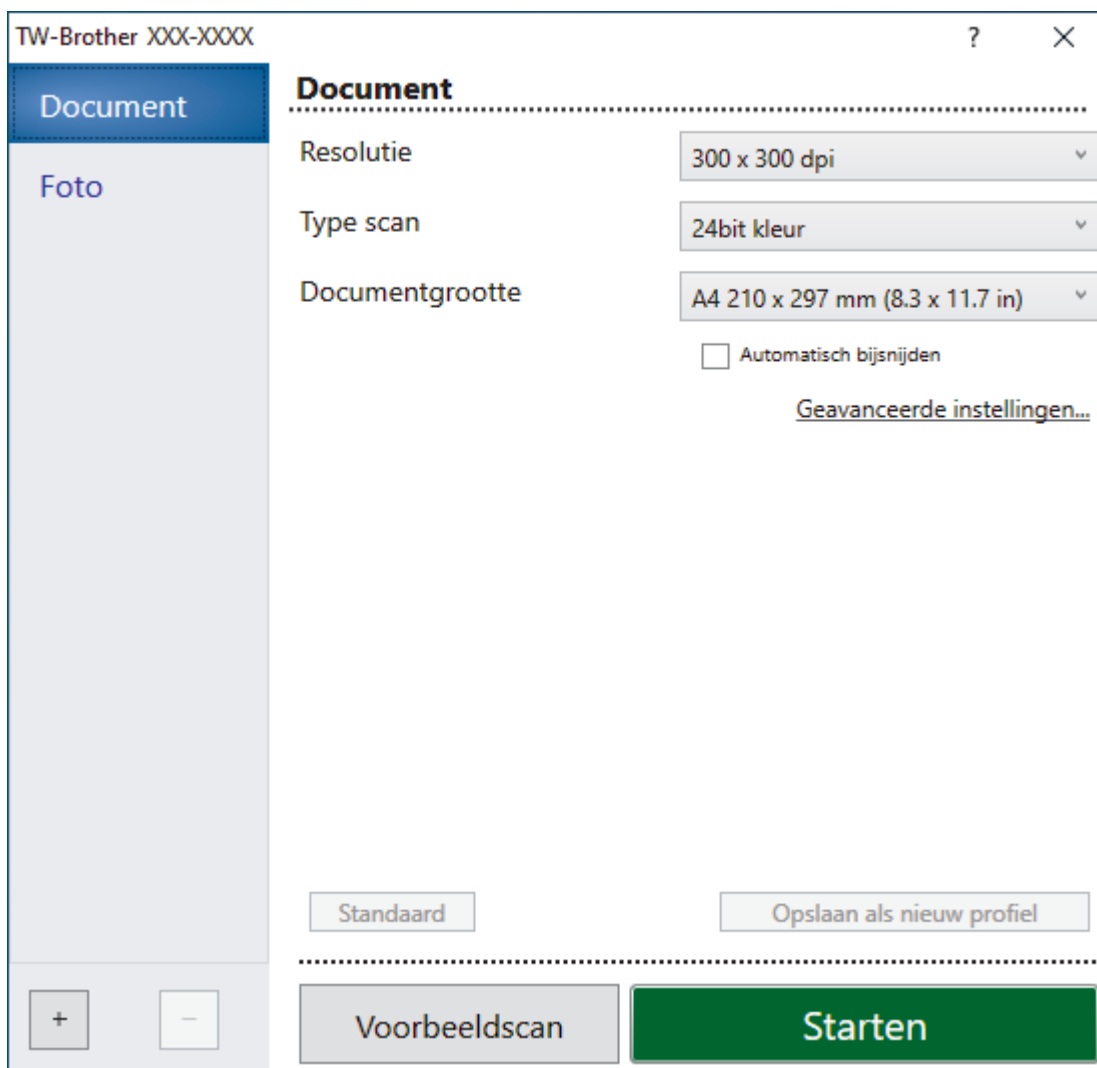 TW-Brother XXX-XXXX ?
Document
Foto
Document
Resolutie 300 x 300 dpi
Type scan 24bit kleur
Documentgrootte A4 210 x 297 mm (8.3 x 11.7 in)
Automatisch bijsnijden
Geavanceerde instellingen...
Standaard Opslaan als nieuw profiel
+ − Voorbeeldscan Starten